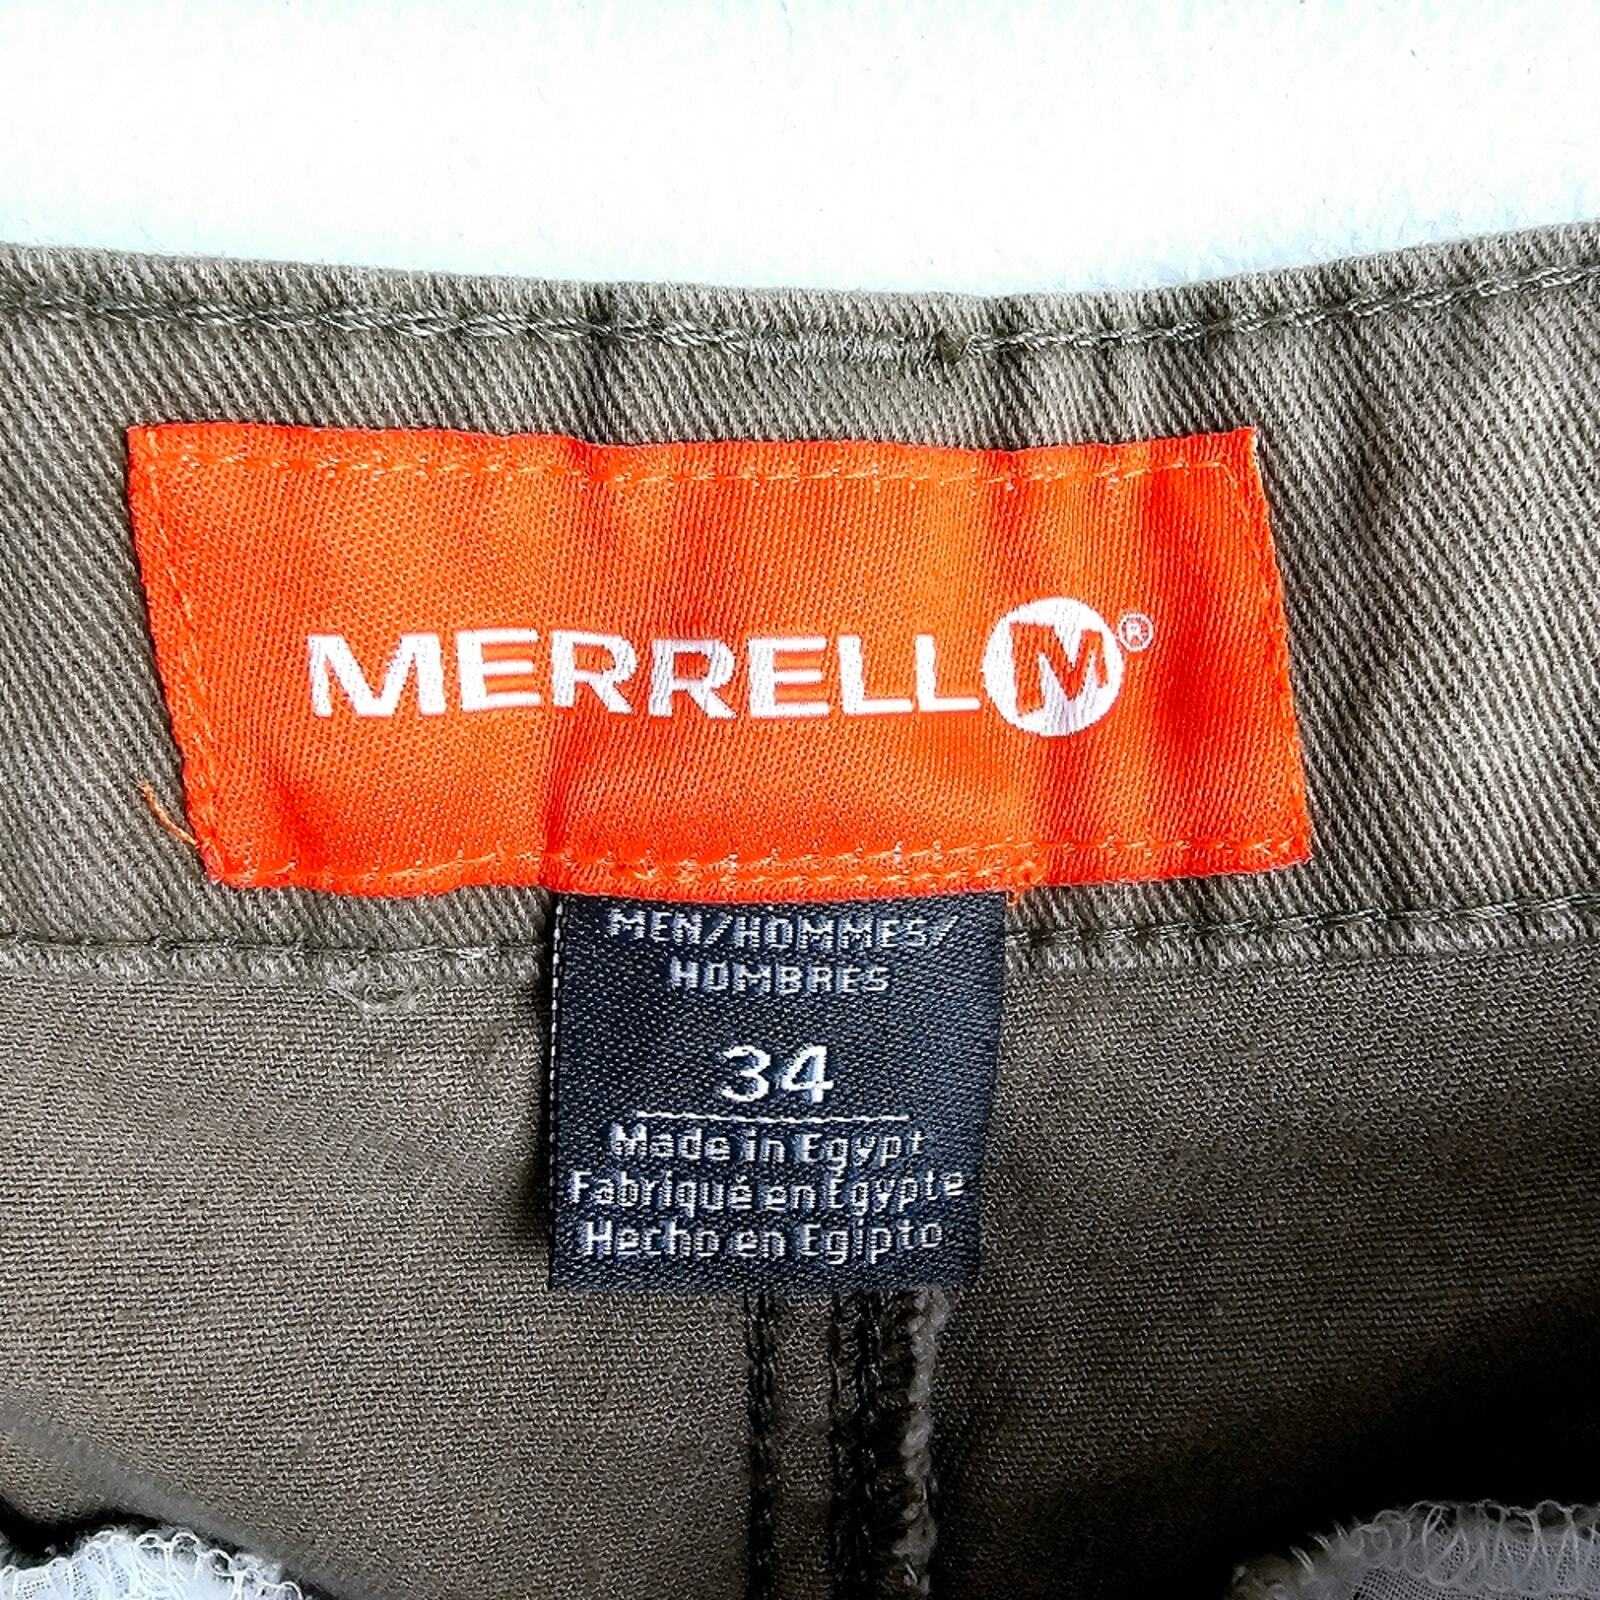 MERRELL M®
MEN/HOMMES/
HOMBRES
34
Made in Egypt
Fabriqué en Egypte
Hecho en Egipto